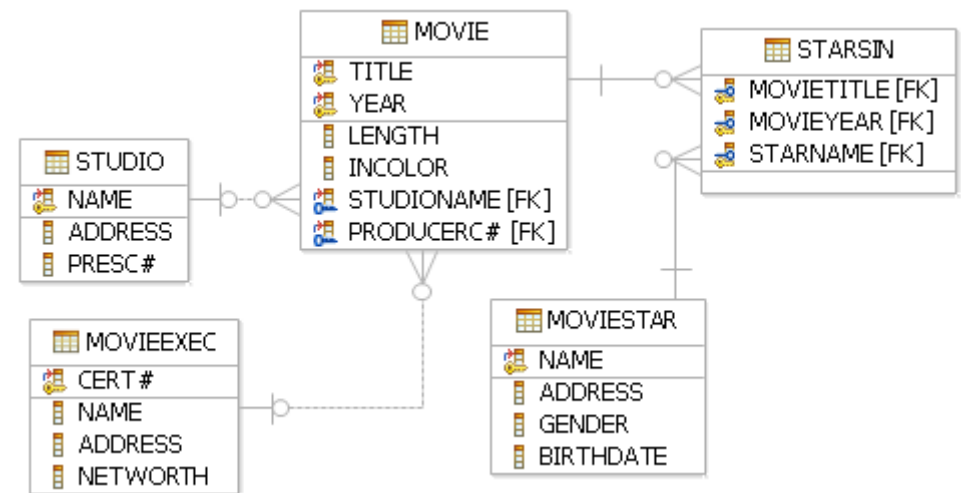 MOVIE
TITLE
YEAR
LENGTH
INCOLOR
STUDIONAME [FK]
PRODUCERC# [FK]
STARSIN
MOVIETITLE [FK]
MOVIEYEAR [FK]
STARNAME [FK]
STUDIO
NAME
ADDRESS
PRESC#
MOVIEEXEC
CERT#
NAME
ADDRESS
NETWORTH
MOVIESTAR
NAME
ADDRESS
GENDER
BIRTHDATE